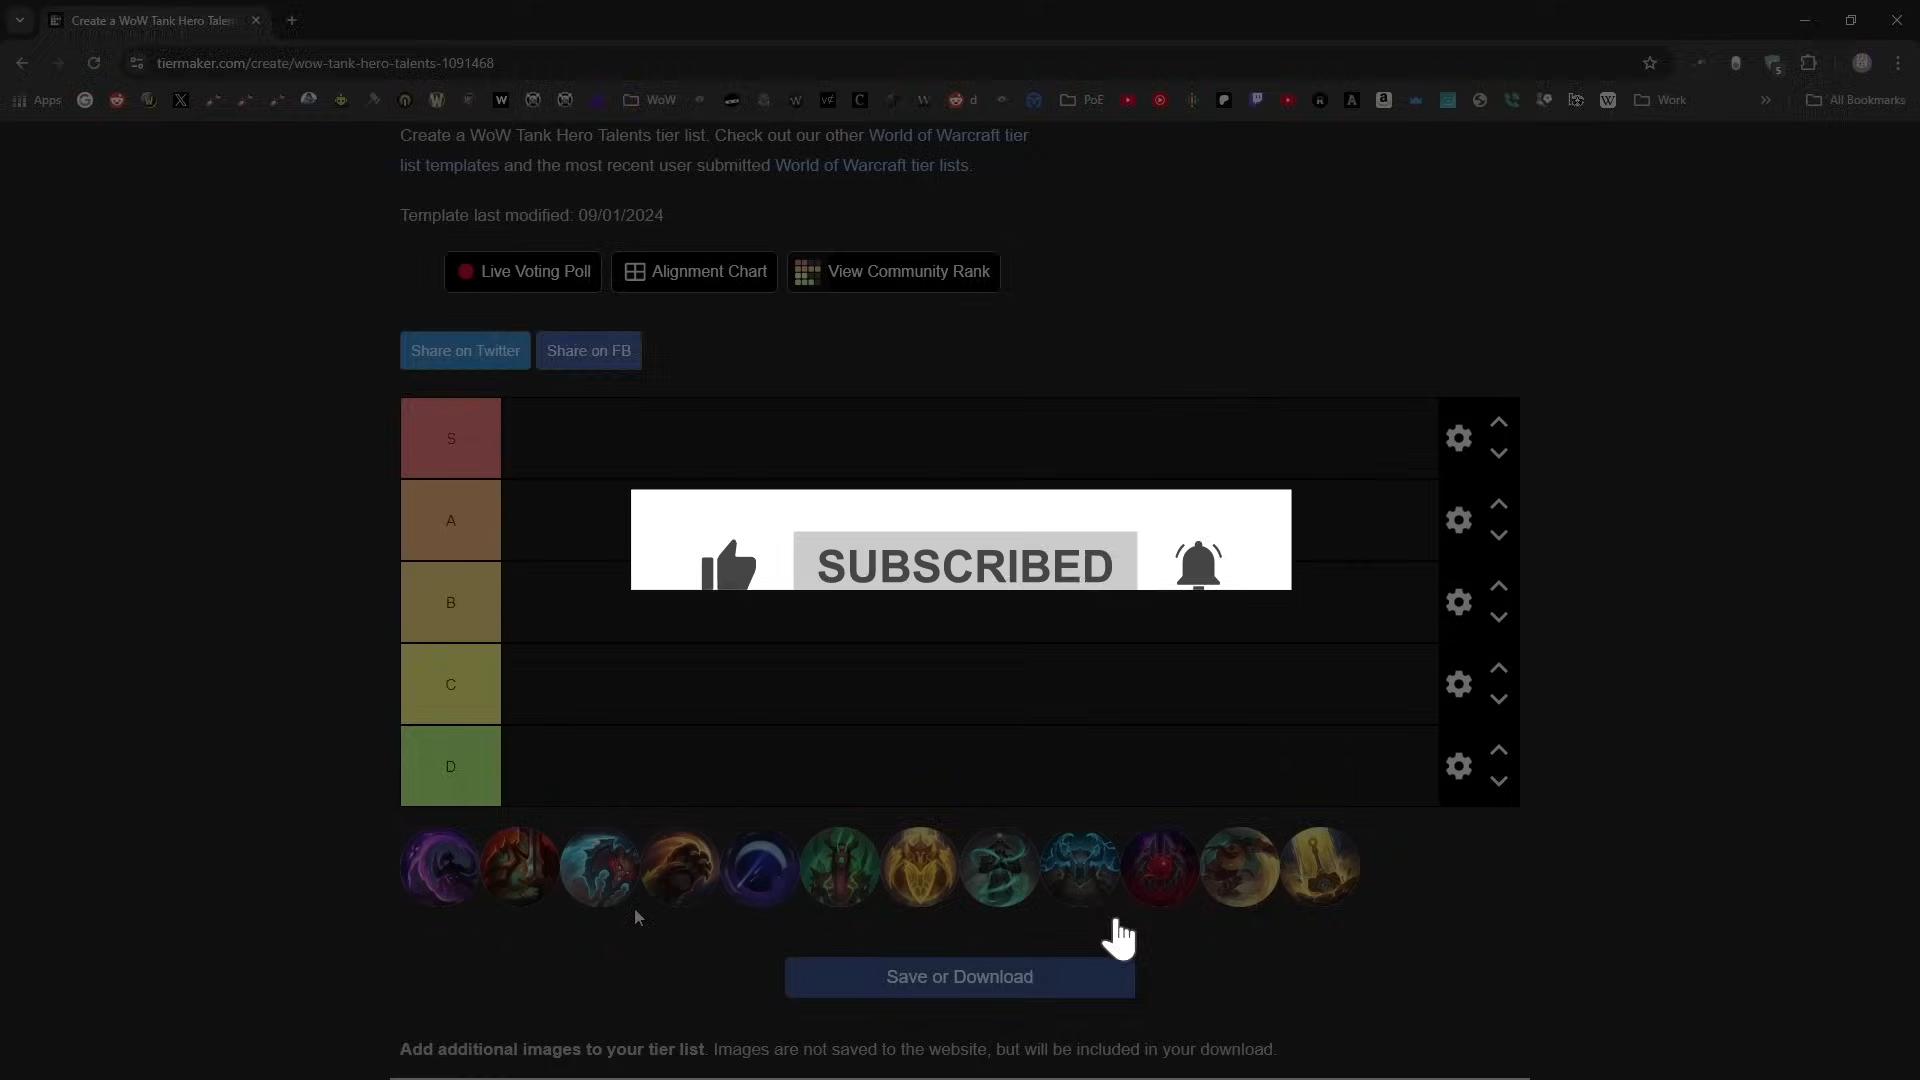 Create a WoW Tank Hero Talen
tiermaker.com/create/wow-tank-hero-talents-1091468
5
Apps
WoW
d
PoE
Work
All Bookmarks
Create a WoW Tank Hero Talents tier list. Check out our other World of Warcraft tier
list templates and the most recent user submitted World of Warcraft tier lists.
Template last modified: 09/01/2024
Live Voting Poll
Alignment Chart
View Community Rank
Share on Twitter
Share on FB
S
A
SUBSCRIBED
B
C
D
Save or Download
Add additional images to your tier list. Images are not saved to the website, but will be included in your download.